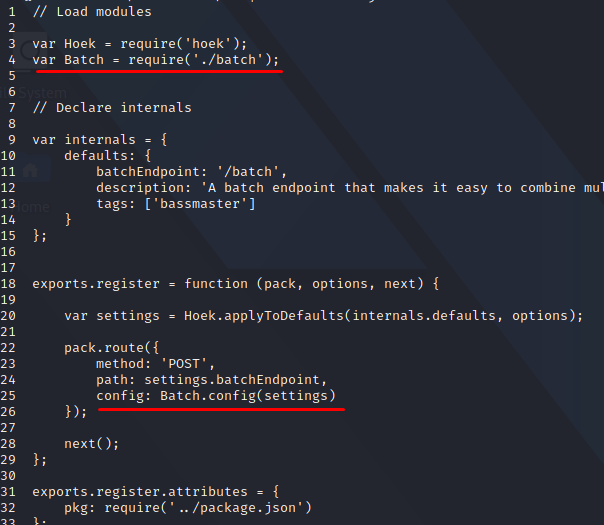 1 // Load modules
2
3 var Hoek = require('hoek');
4 var Batch = require('./batch');
5
6
7 // Declare internals
8
9 var internals = {
10 defaults: {
11 batchEndpoint: '/batch',
12 description: 'A batch endpoint that makes it easy to combine mul
13 tags: ['bassmaster']
14 }
15 };
16
17
18 exports.register = function (pack, options, next) {
19
20 var settings = Hoek.applyToDefaults(internals.defaults, options);
21
22 pack.route({
23 method: 'POST',
24 path: settings.batchEndpoint,
25 config: Batch.config(settings)
26 });
27
28 next();
29 };
30
31 exports.register.attributes = {
32 pkg: require('../package.json')
33 };